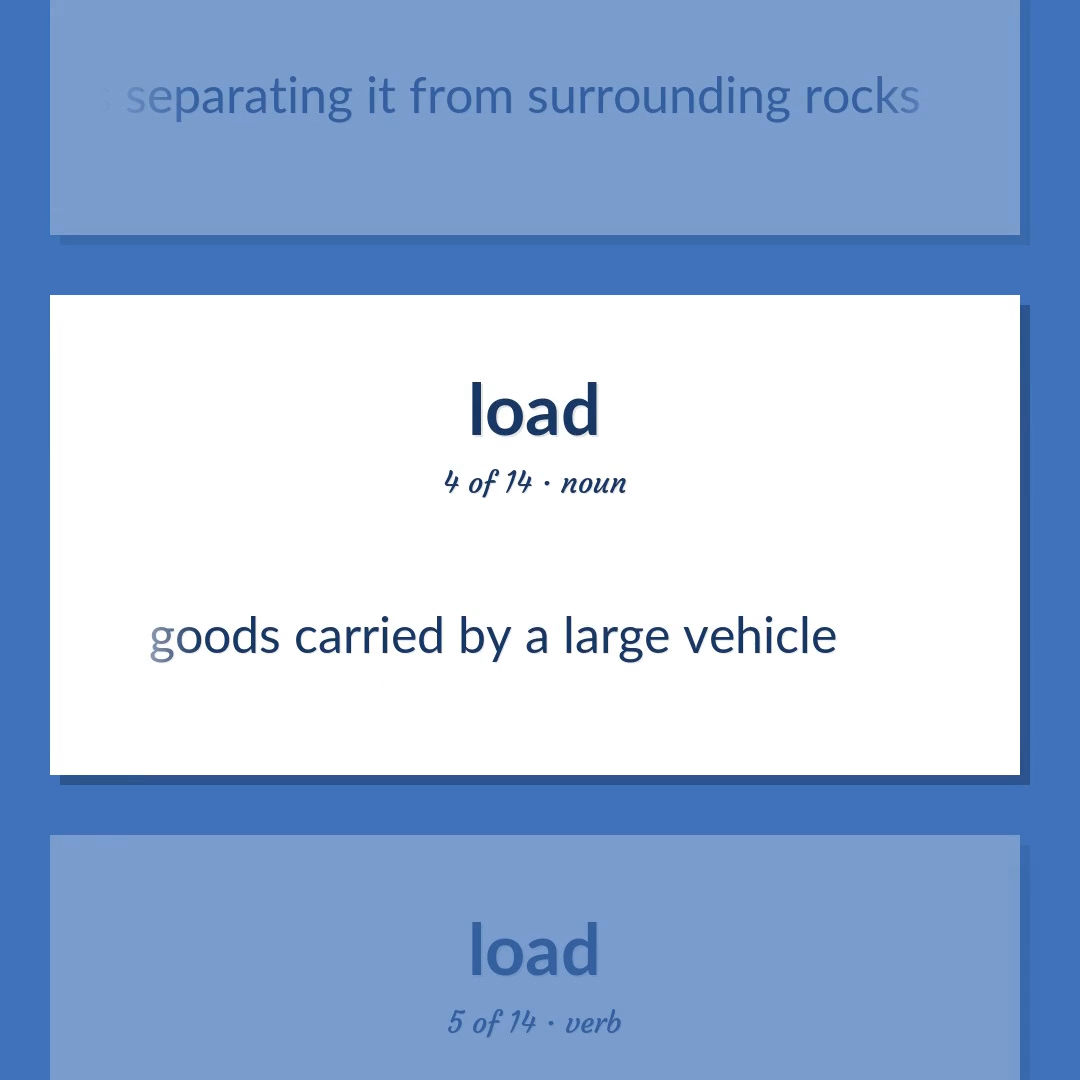 separating it from surrounding rocks
load
4 of 14 · noun
goods carried by a large vehicle
load
5 of 14 · verb